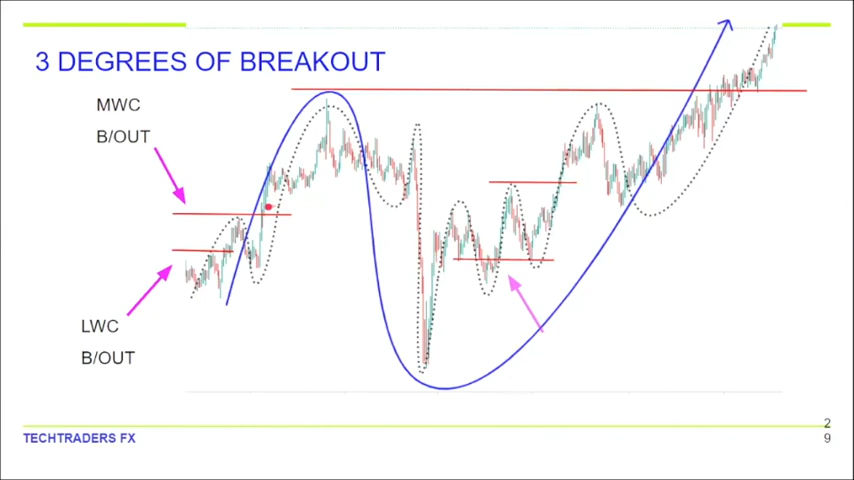 3 DEGREES OF BREAKOUT
MWC
B/OUT
LWC
B/OUT
TECHTRADERS FX
2
9